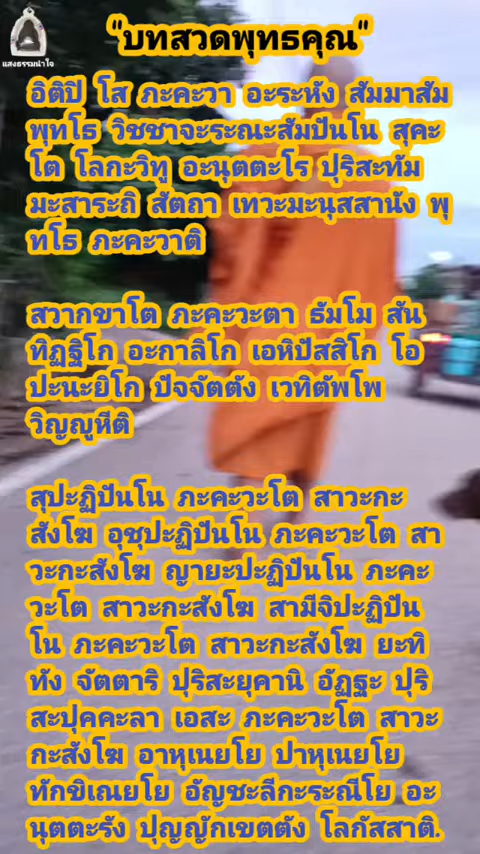 "บทสวดพุทธคุณ"
แสงธรรมนำใจ
อิติปิ โส ภะคะวา อะระหัง สัมมาสัม
พุทโธ วิชชาจะระณะสัมปันโน สุคะ
โต โลกะวิทู อะนุตตะโร ปุริสะทัม
มะสาระถิ สัตถา เทวะมะนุสสานัง พุ
ทโธ ภะคะวาติ
สวากขาโต ภะคะวะตา ธัมโม สัน
ทิฏฐิโก อะกาลิโก เอหิปัสสิโก โอ
ปะนะยิโก ปัจจัตตัง เวทิตัพโพ
วิญญูหีติ
สุปะฏิปันโน ภะคะวะโต สาวะกะ
สังโฆ อุชุปะฏิปันโน ภะคะวะโต สา
วะกะสังโฆ ญายะปะฏิปันโน ภะคะ
วะโต สาวะกะสังโฆ สามีจิปะฏิปัน
โน ภะคะวะโต สาวะกะสังโฆ ยะทิ
ทัง จัตตาริ ปุริสะยุคานิ อัฏฐะ ปุริ
สะปุคคะลา เอสะ ภะคะวะโต สาวะ
กะสังโฆ อาหุเนยโย ปาหุเนยโย
ทักขิเณยโย อัญชะลีกะระณีโย อะ
นุตตะรัง ปุญญักเขตตัง โลกัสสาติ.